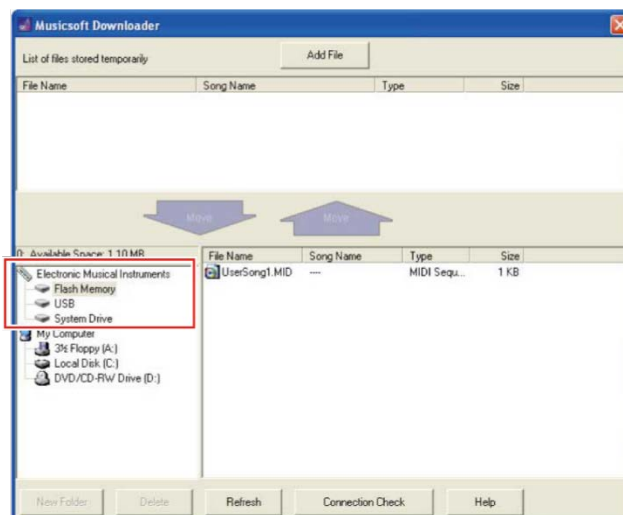 Musicsoft Downloader
List of files stored temporarily
Add File
File Name Song Name Type Size
Move Move
0: Available Space: 1.10 MB
File Name Song Name Type Size
UserSong1.MID ---- MIDI Sequ... 1 KB
Electronic Musical Instruments
Flash Memory
USB
System Drive
My Computer
3½ Floppy (A:)
Local Disk (C:)
DVD/CD-RW Drive (D:)
New Folder Delete Refresh Connection Check Help